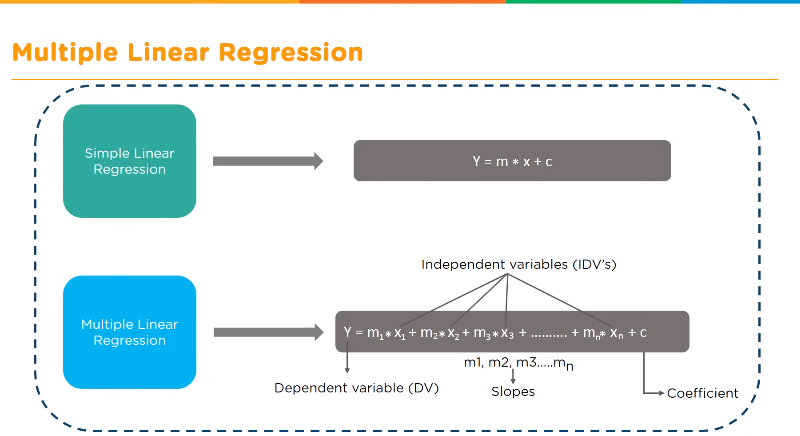 Multiple Linear Regression
Simple Linear
Regression
Y = m * x + c
Independent variables (IDV's)
Multiple Linear
Regression
Y = m₁* x₁ + m₂* x₂ + m₃* x₃ + .......... + mₙ* xₙ + c
m1, m2, m3.....mₙ
Dependent variable (DV)
Slopes
Coefficient